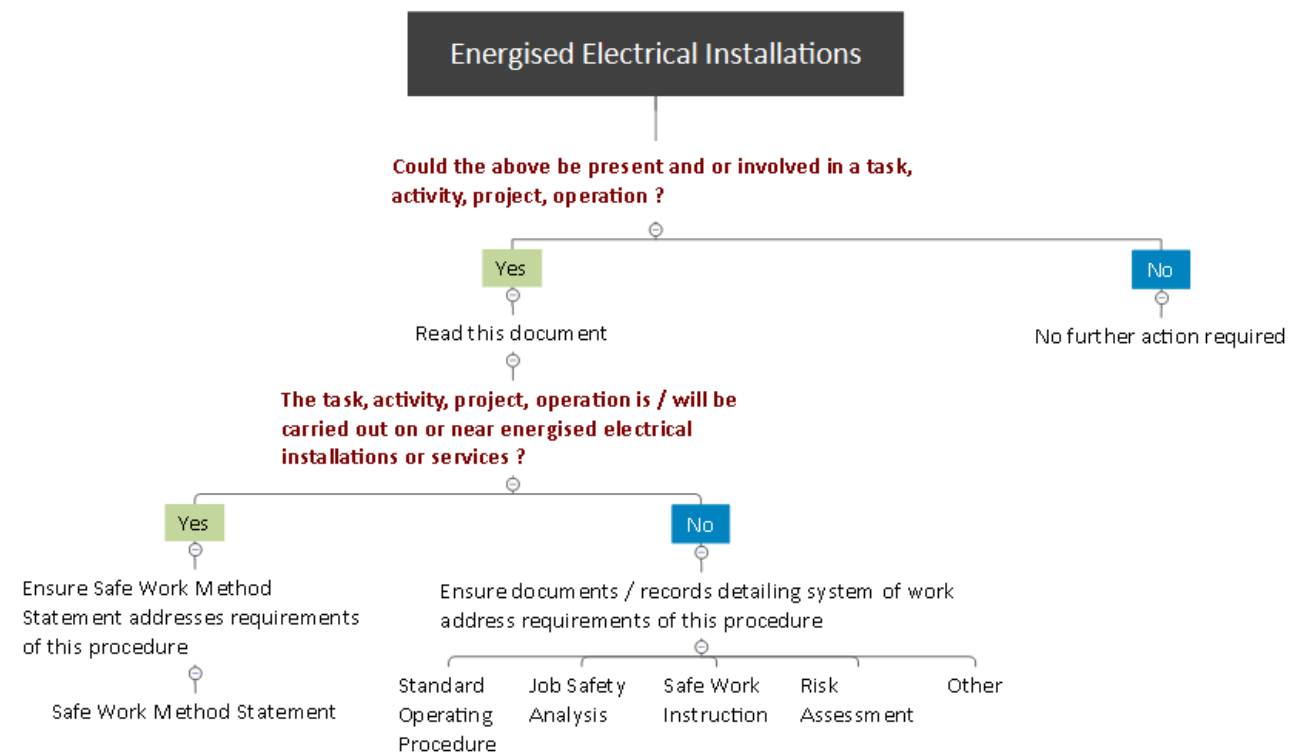 Energised Electrical Installations
Could the above be present and or involved in a task,
activity, project, operation ?
Yes
No
Read this document
No further action required
The task, activity, project, operation is / will be
carried out on or near energised electrical
installations or services ?
Yes
No
Ensure Safe Work Method
Statement addresses requirements
of this procedure
Ensure documents / records detailing system of work
address requirements of this procedure
Safe Work Method Statement
Standard
Operating
Procedure
Job Safety
Analysis
Safe Work
Instruction
Risk
Assessment
Other